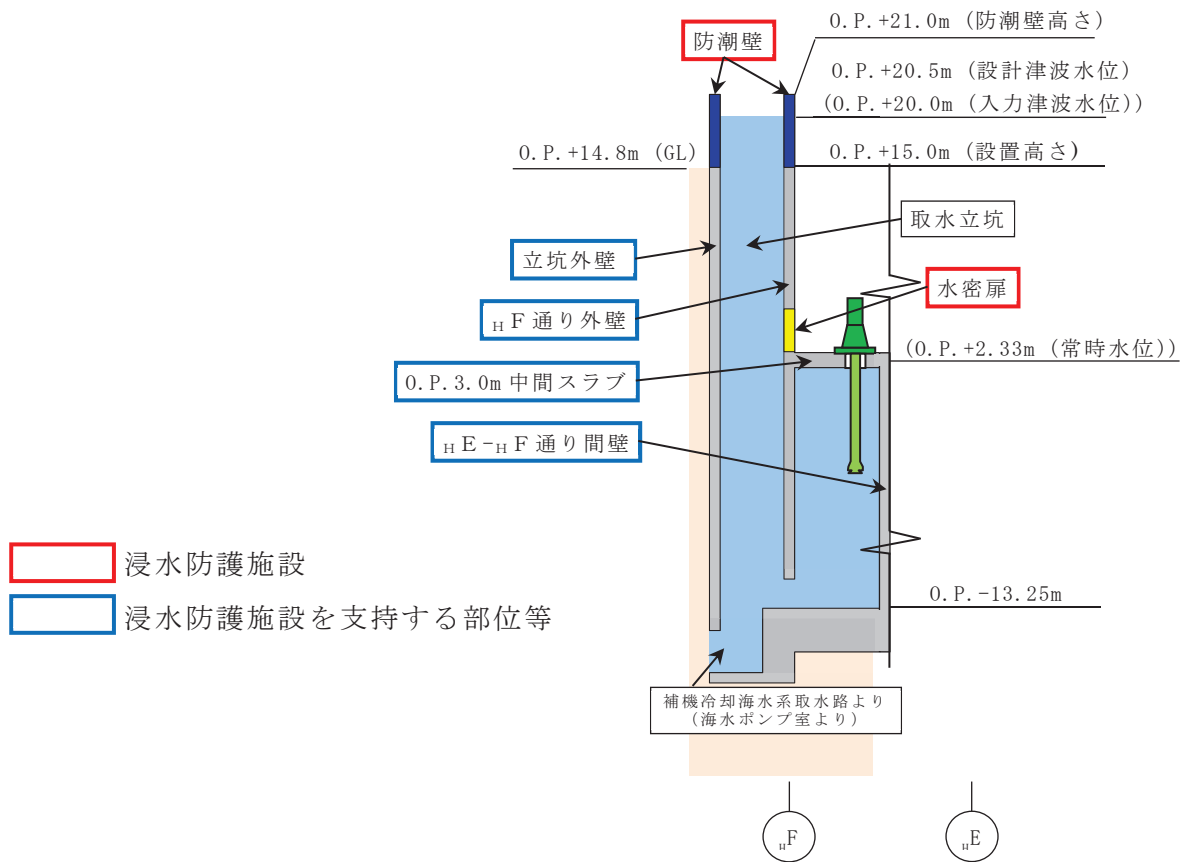 O.P.+21.0m (防潮壁高さ)
防潮壁
O.P.+20.5m (設計津波水位)
(O.P.+20.0m (入力津波水位))
O.P.+14.8m (GL)
O.P.+15.0m (設置高さ)
取水立坑
立坑外壁
水密扉
HF通り外壁
(O.P.+2.33m (常時水位))
O.P.3.0m中間スラブ
HE-HF通り間壁
浸水防護施設
O.P.-13.25m
浸水防護施設を支持する部位等
補機冷却海水系取水路より
(海水ポンプ室より)
HF
HE